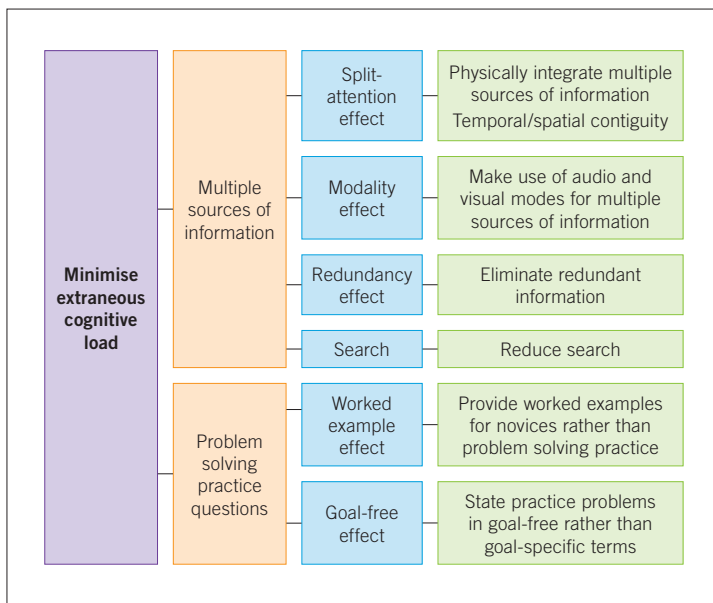 Minimise
extraneous
cognitive
load
Multiple
sources of
information
Split-
attention
effect
Physically integrate multiple
sources of information
Temporal/spatial contiguity
Modality
effect
Make use of audio and
visual modes for multiple
sources of information
Redundancy
effect
Eliminate redundant
information
Search
Reduce search
Problem
solving
practice
questions
Worked
example
effect
Provide worked examples
for novices rather than
problem solving practice
Goal-free
effect
State practice problems
in goal-free rather than
goal-specific terms